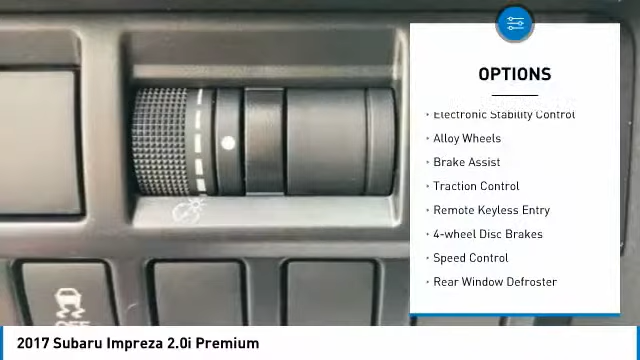 OPTIONS
Electronic Stability Control
Alloy Wheels
Brake Assist
Traction Control
Remote Keyless Entry
4-wheel Disc Brakes
Speed Control
Rear Window Defroster
OFF
2017 Subaru Impreza 2.0i Premium